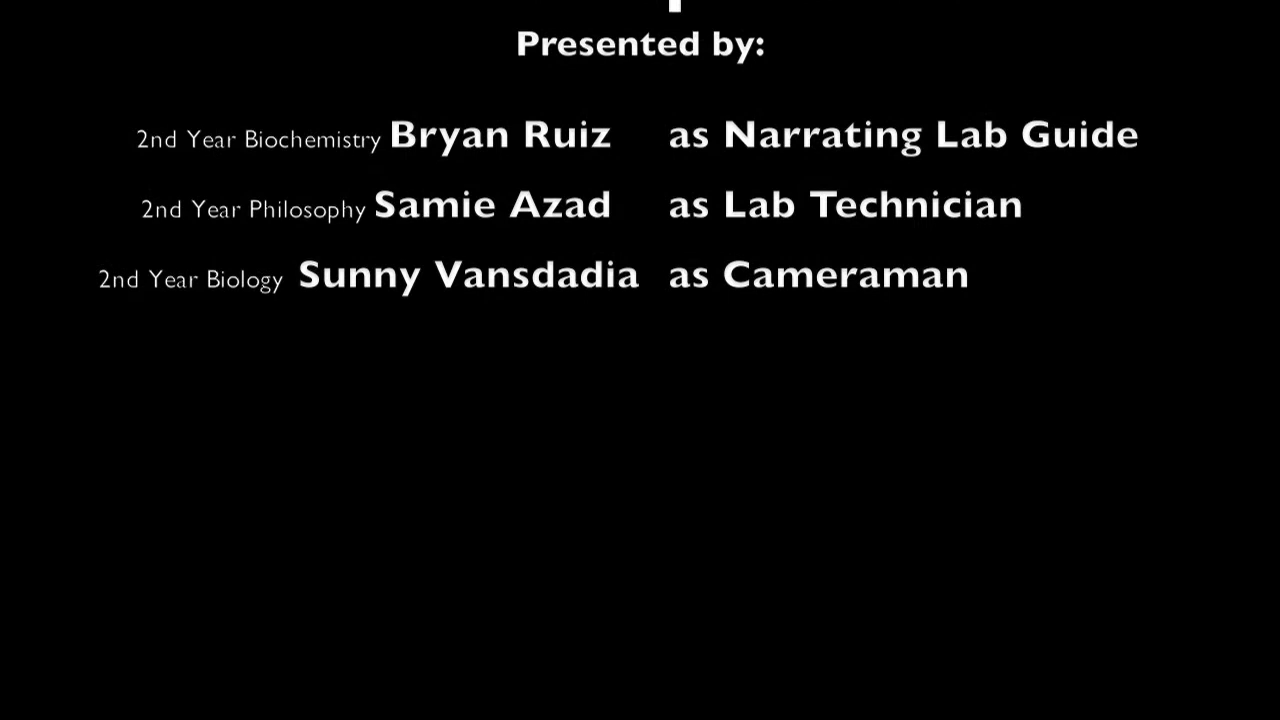 Presented by:
2nd Year Biochemistry Bryan Ruiz as Narrating Lab Guide
2nd Year Philosophy Samie Azad as Lab Technician
2nd Year Biology Sunny Vansdadia as Cameraman